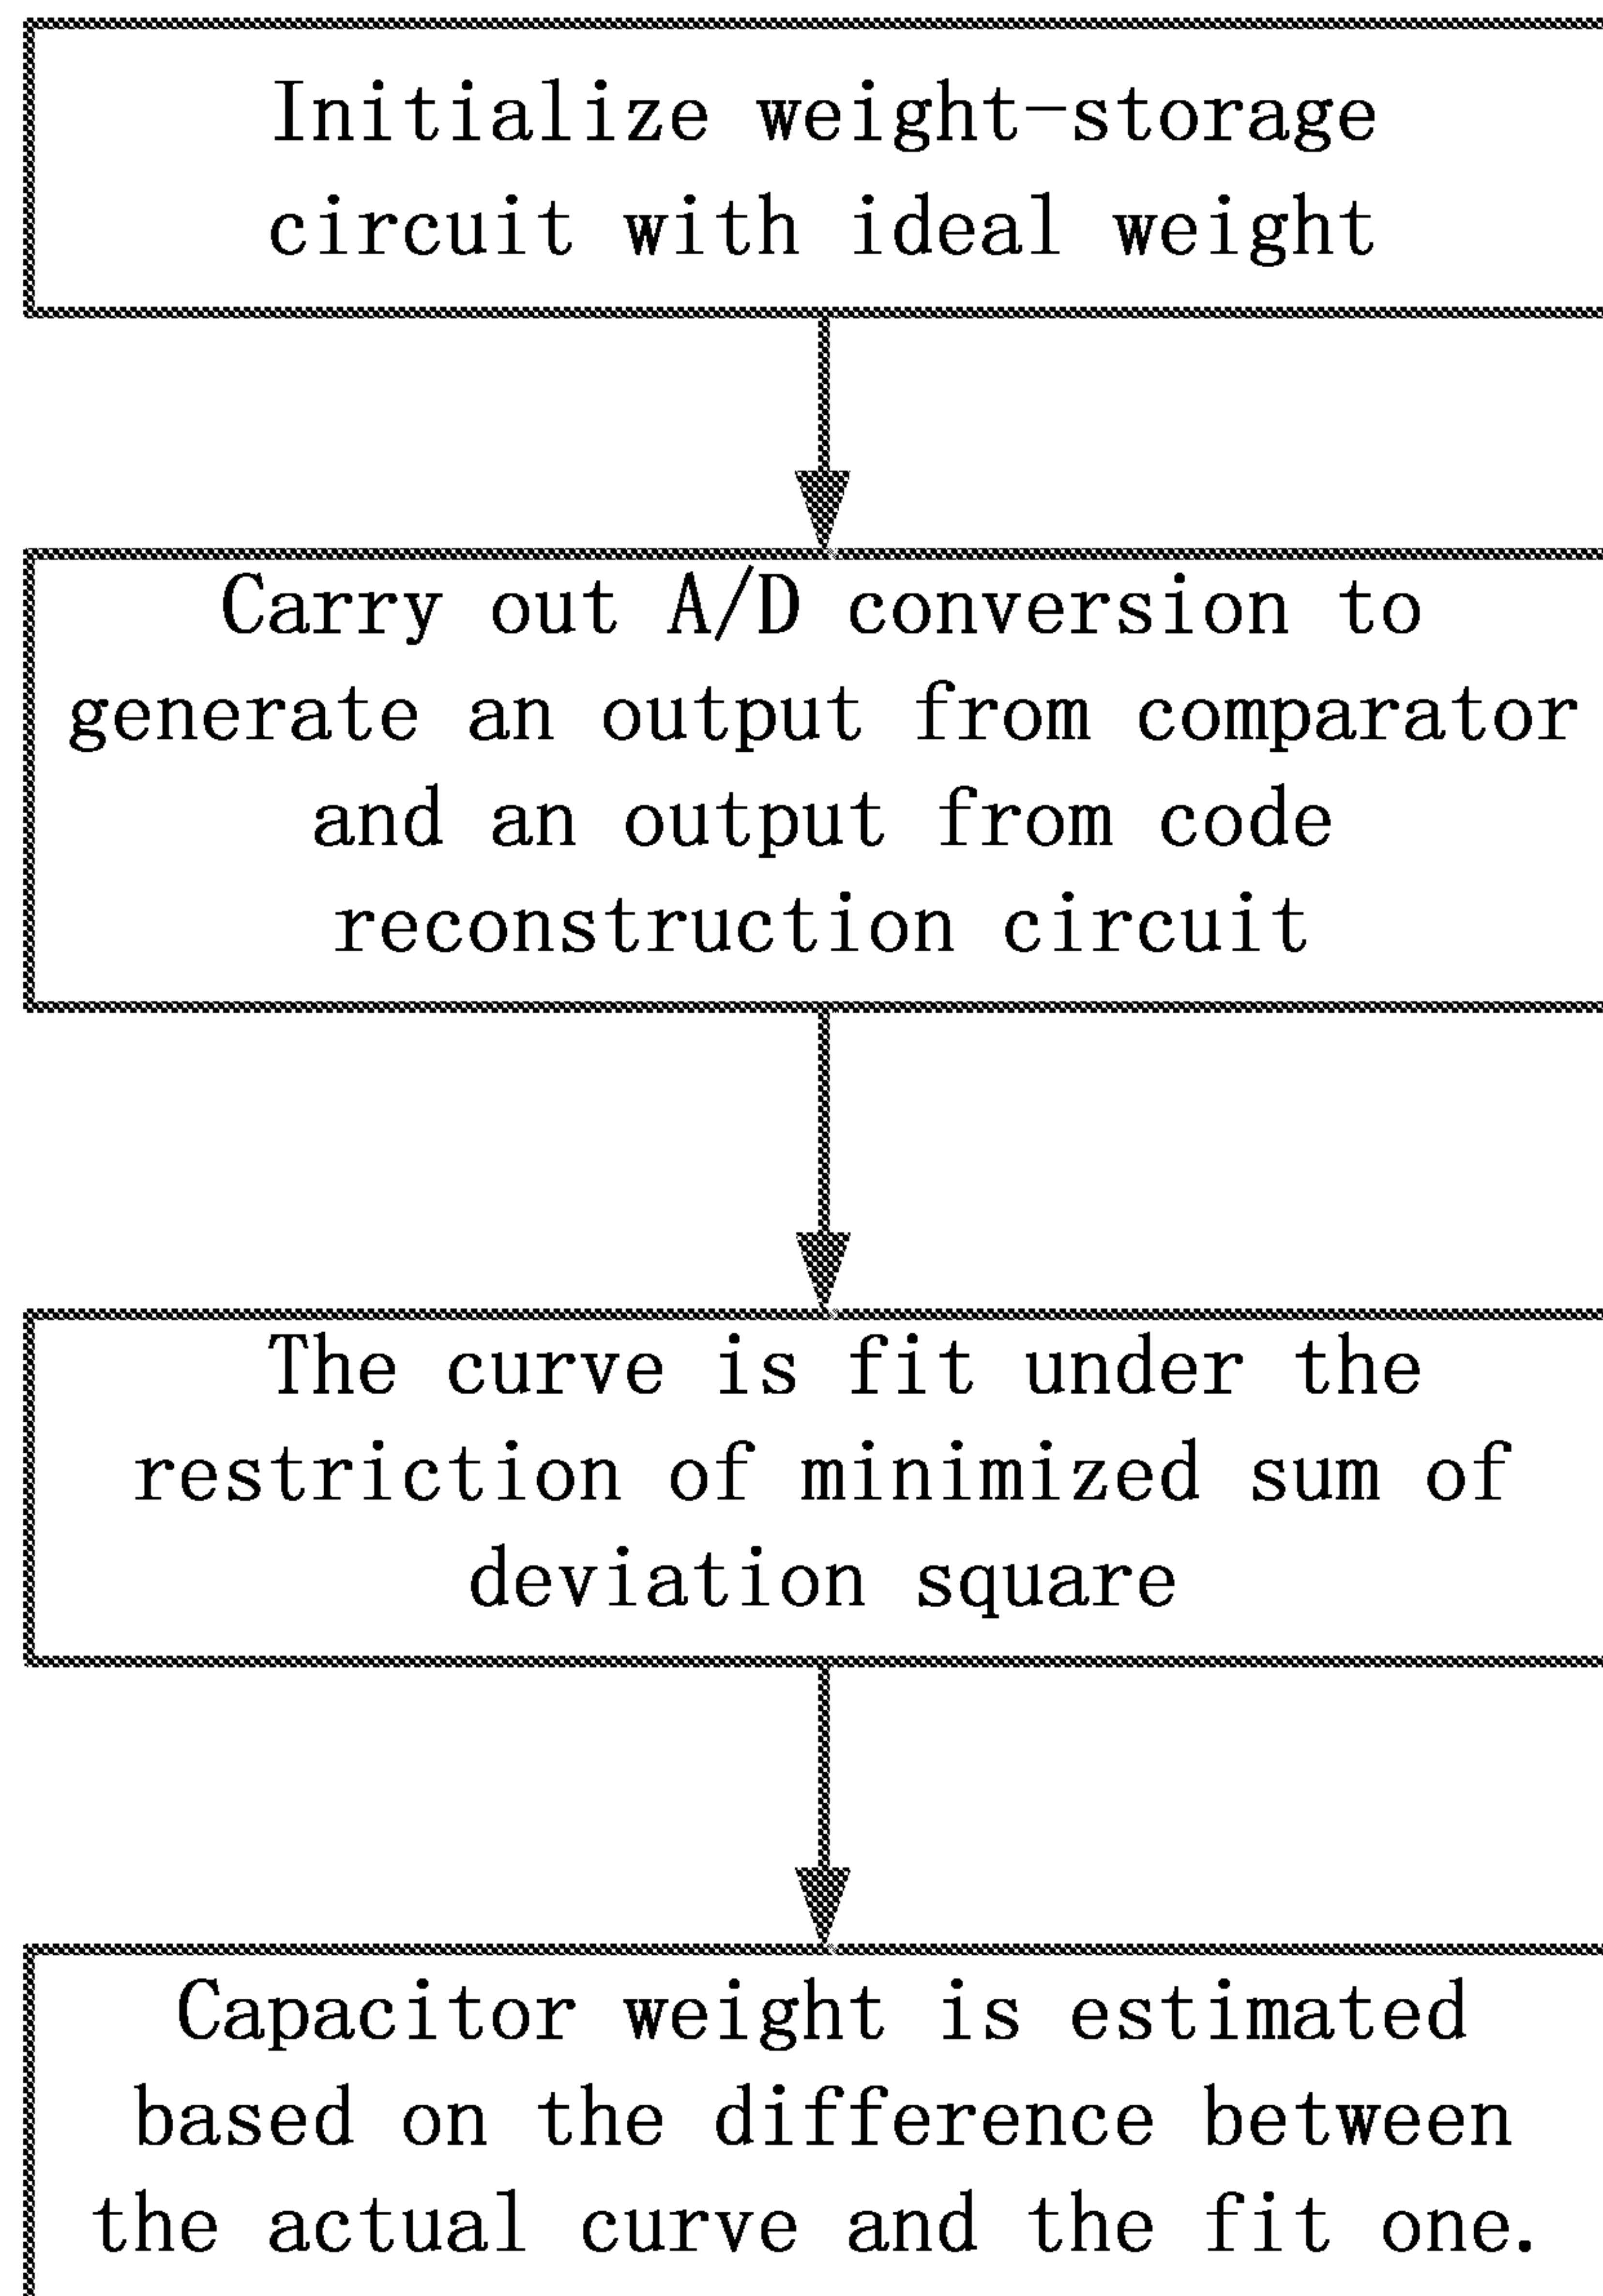 Initialize weight-storage
circuit with ideal weight
Carry out A/D conversion to
generate an output from comparator
and an output from code
reconstruction circuit
The curve is fit under the
restriction of minimized sum of
deviation square
Capacitor weight is estimated
based on the difference between
the actual curve and the fit one.